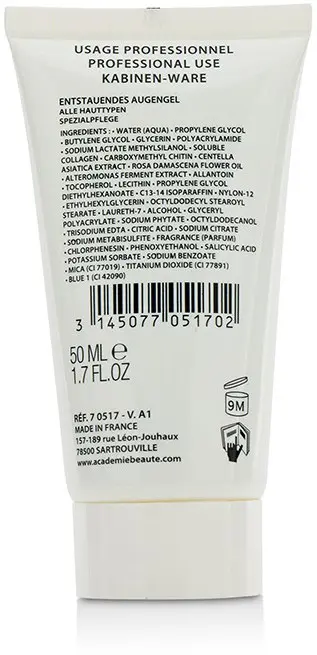 USAGE PROFESSIONNEL
PROFESSIONAL USE
KABINEN-WARE
ENTSTAUENDES AUGENGEL
ALLE HAUTTYPEN
SPEZIALPFLEGE
INGREDIENTS : • WATER (AQUA) • PROPYLENE GLYCOL
• BUTYLENE GLYCOL • GLYCERIN • POLYACRYLAMIDE
• SODIUM LACTATE METHYLSILANOL • SOLUBLE
COLLAGEN • CARBOXYMETHYL CHITIN • CENTELLA
ASIATICA EXTRACT • ROSA DAMASCENA FLOWER OIL
• ALTEROMONAS FERMENT EXTRACT • ALLANTOIN
• TOCOPHEROL • LECITHIN • PROPYLENE GLYCOL
DIETHYLHEXANOATE • C13-14 ISOPARAFFIN • NYLON-12
• ETHYLHEXYLGLYCERIN • OCTYLDODECYL STEAROYL
STEARATE • LAURETH-7 • ALCOHOL • GLYCERYL
POLYACRYLATE • SODIUM PHYTATE • OCTYLDODECANOL
• TRISODIUM EDTA • CITRIC ACID • SODIUM CITRATE
• SODIUM METABISULFITE • FRAGRANCE (PARFUM)
• CHLORPHENESIN • PHENOXYETHANOL • SALICYLIC ACID
• POTASSIUM SORBATE • SODIUM BENZOATE
• MICA (CI 77019) • TITANIUM DIOXIDE (CI 77891)
• BLUE 1 (CI 42090)
3 145077 051702
50 ML e
1.7 FL.OZ
9M
RÉF. 7 0517 - V. A1
MADE IN FRANCE
157-189 rue Léon-Jouhaux
78500 SARTROUVILLE
www.academiebeaute.com